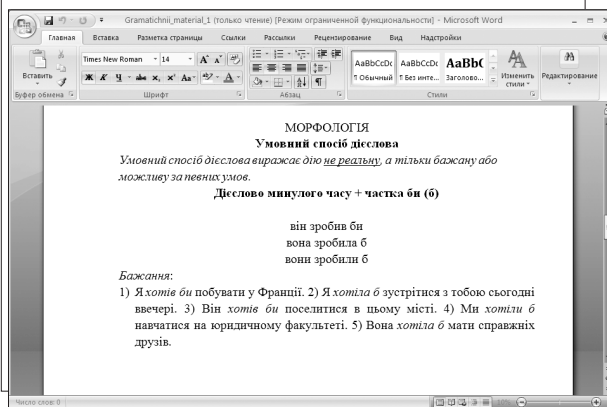 Gramatichnii_material_1 (только чтение) [Режим ограниченной функциональности] - Microsoft Word
Главная Вставка Разметка страницы Ссылки Рассылки Рецензирование Вид Надстройки
Times New Roman 14
Вставить
Ж К Ч abc x, x² Aa
AaBbCcDc AaBbCcDc AaBbC
¶ Обычный ¶ Без инте... Заголово...
Изменить стили
Редактирование
Буфер обмена Шрифт Абзац Стили
МОРФОЛОГІЯ
Умовний спосіб дієслова
Умовний спосіб дієслова виражає дію не реальну, а тільки бажану або
можливу за певних умов.
Дієслово минулого часу + частка би (б)
він зробив би
вона зробила б
вони зробили б
Бажання:
1) Я хотів би побувати у Франції. 2) Я хотіла б зустрітися з тобою сьогодні
ввечері. 3) Він хотів би поселитися в цьому місті. 4) Ми хотіли б
навчатися на юридичному факультеті. 5) Вона хотіла б мати справжніх
друзів.
Число слов: 0